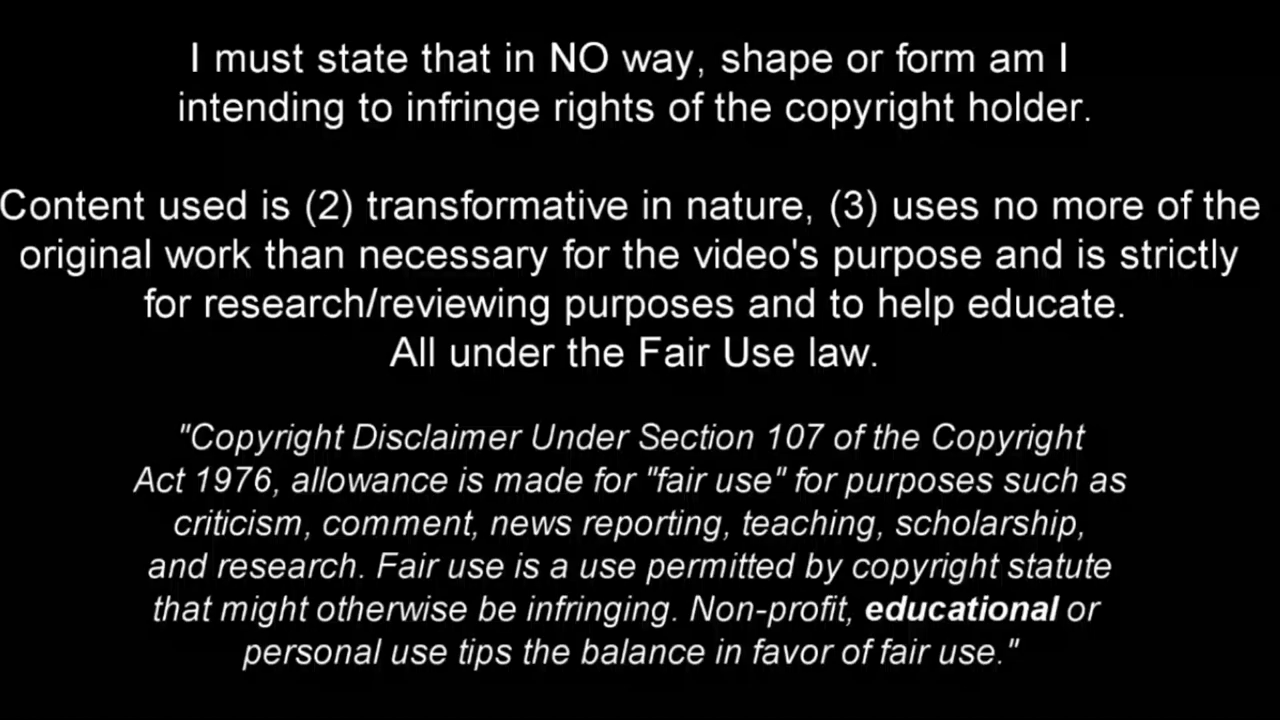 I must state that in NO way, shape or form am I
intending to infringe rights of the copyright holder.
Content used is (2) transformative in nature, (3) uses no more of the
original work than necessary for the video's purpose and is strictly
for research/reviewing purposes and to help educate.
All under the Fair Use law.
"Copyright Disclaimer Under Section 107 of the Copyright
Act 1976, allowance is made for "fair use" for purposes such as
criticism, comment, news reporting, teaching, scholarship,
and research. Fair use is a use permitted by copyright statute
that might otherwise be infringing. Non-profit, educational or
personal use tips the balance in favor of fair use."